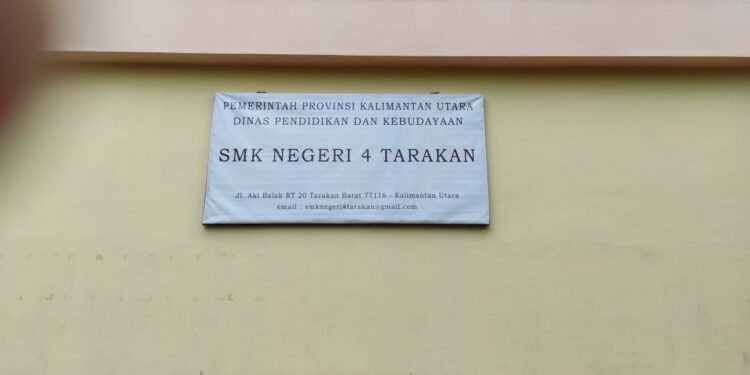 PEMERINTAH PROVINSI KALIMANTAN UTARA
DINAS PENDIDIKAN DAN KEBUDAYAAN
SMK NEGERI 4 TARAKAN
Jl. Aki Balak RT 20 Tarakan Barat 77116 - Kalimantan Utara
email : smknegeri4tarakan@gmail.com